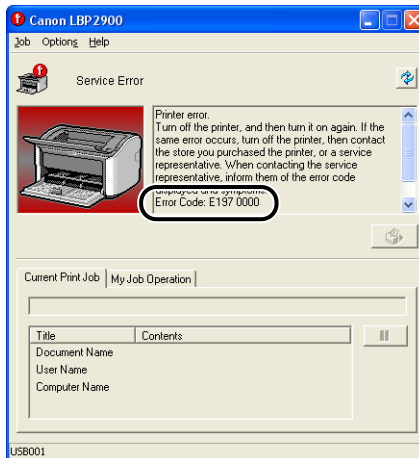 Canon LBP2900
Job Options Help
Service Error
Printer error.
Turn off the printer, and then turn it on again. If the
same error occurs, turn off the printer, then contact
the store you purchased the printer, or a service
representative. When contacting the service
representative, inform them of the error code
displayed and symptoms.
Error Code: E197 0000
Current Print Job My Job Operation
Title Contents
Document Name
User Name
Computer Name
USB001